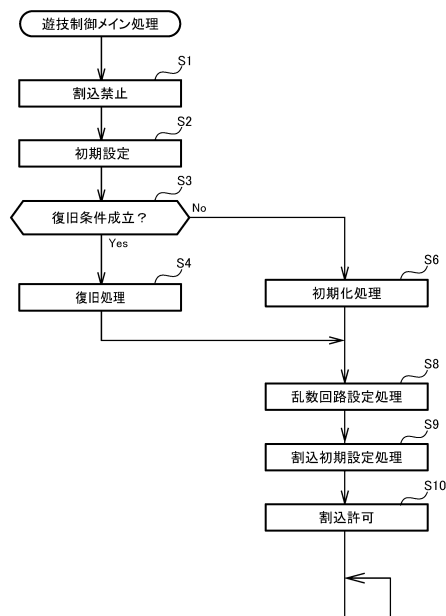 遊技制御メイン処理
S1
割込禁止
S2
初期設定
S3
復旧条件成立？
No
Yes
S4
復旧処理
S6
初期化処理
S8
乱数回路設定処理
S9
割込初期設定処理
S10
割込許可